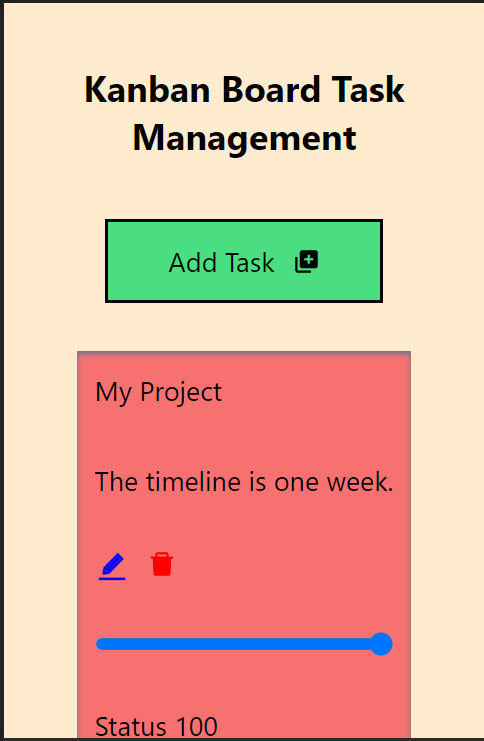 Kanban Board Task
Management
Add Task
My Project
The timeline is one week.
Status 100